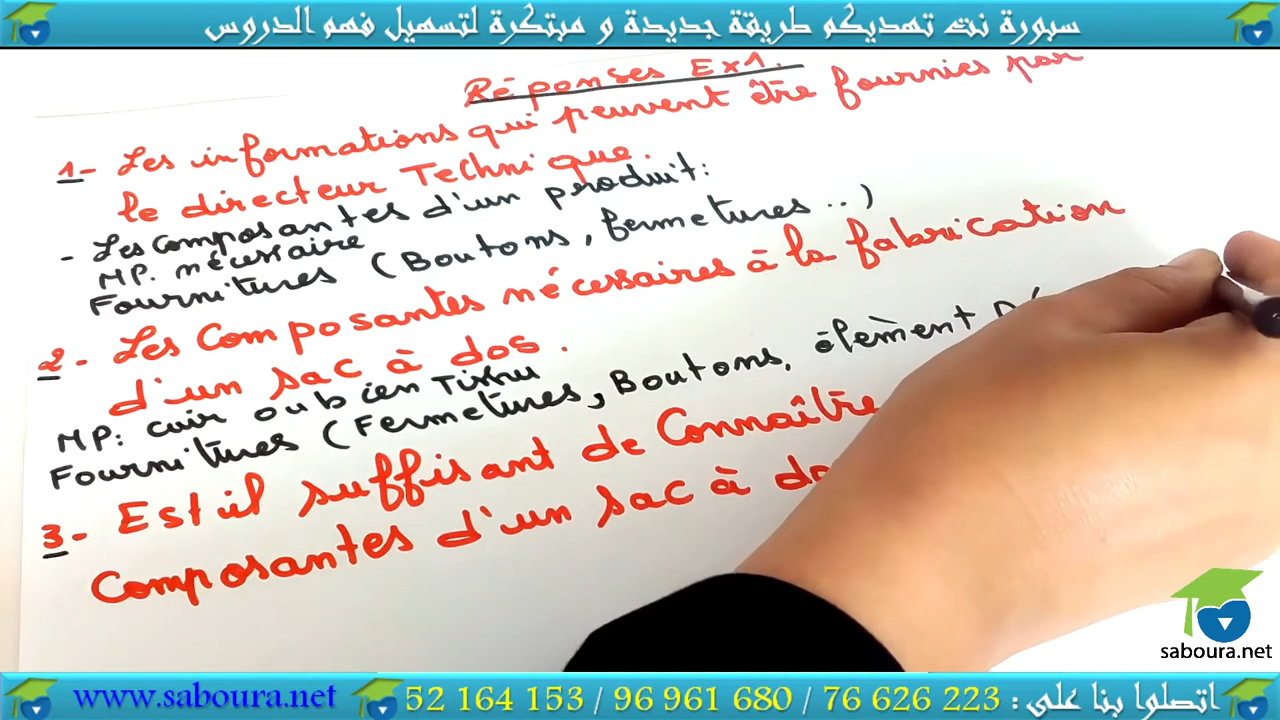 سبورة نت تهديكم طريقة جديدة و مبتكرة لتسهيل فهم الدروس
Réponses Ex1.
1- Les informations qui peuvent être fournies par
le directeur Technique.
- Les composantes d'un produit:
MP. nécessaire
Fournitures (Boutons, fermetures ..)
2- Les Composantes nécessaires à la fabrication
d'un sac à dos.
MP: cuir ou bien Tissu
Fournitures (Fermetures, Boutons, élèment
3- Est il suffisant de Connaître
Composantes d'un sac à
saboura.net
www.saboura.net
اتصلوا بنا على : 52 164 153 / 96 961 680 / 76 626 223